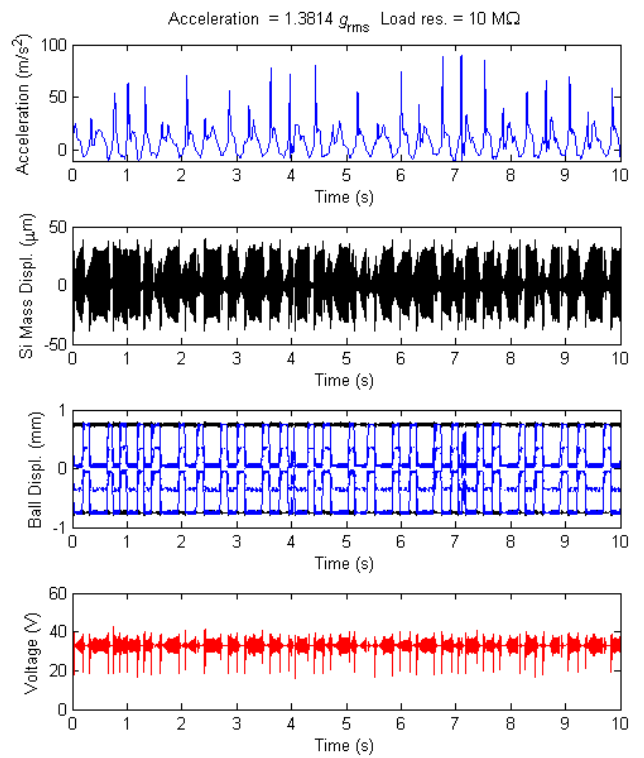 Acceleration = 1.3814 g_rms Load res. = 10 MΩ
Acceleration (m/s²)
100
50
0
0 1 2 3 4 5 6 7 8 9 10
Time (s)
Si Mass Displ. (μm)
50
0
-50
0 1 2 3 4 5 6 7 8 9 10
Time (s)
Ball Displ. (mm)
1
0
-1
0 1 2 3 4 5 6 7 8 9 10
Time (s)
Voltage (V)
60
40
20
0
0 1 2 3 4 5 6 7 8 9 10
Time (s)